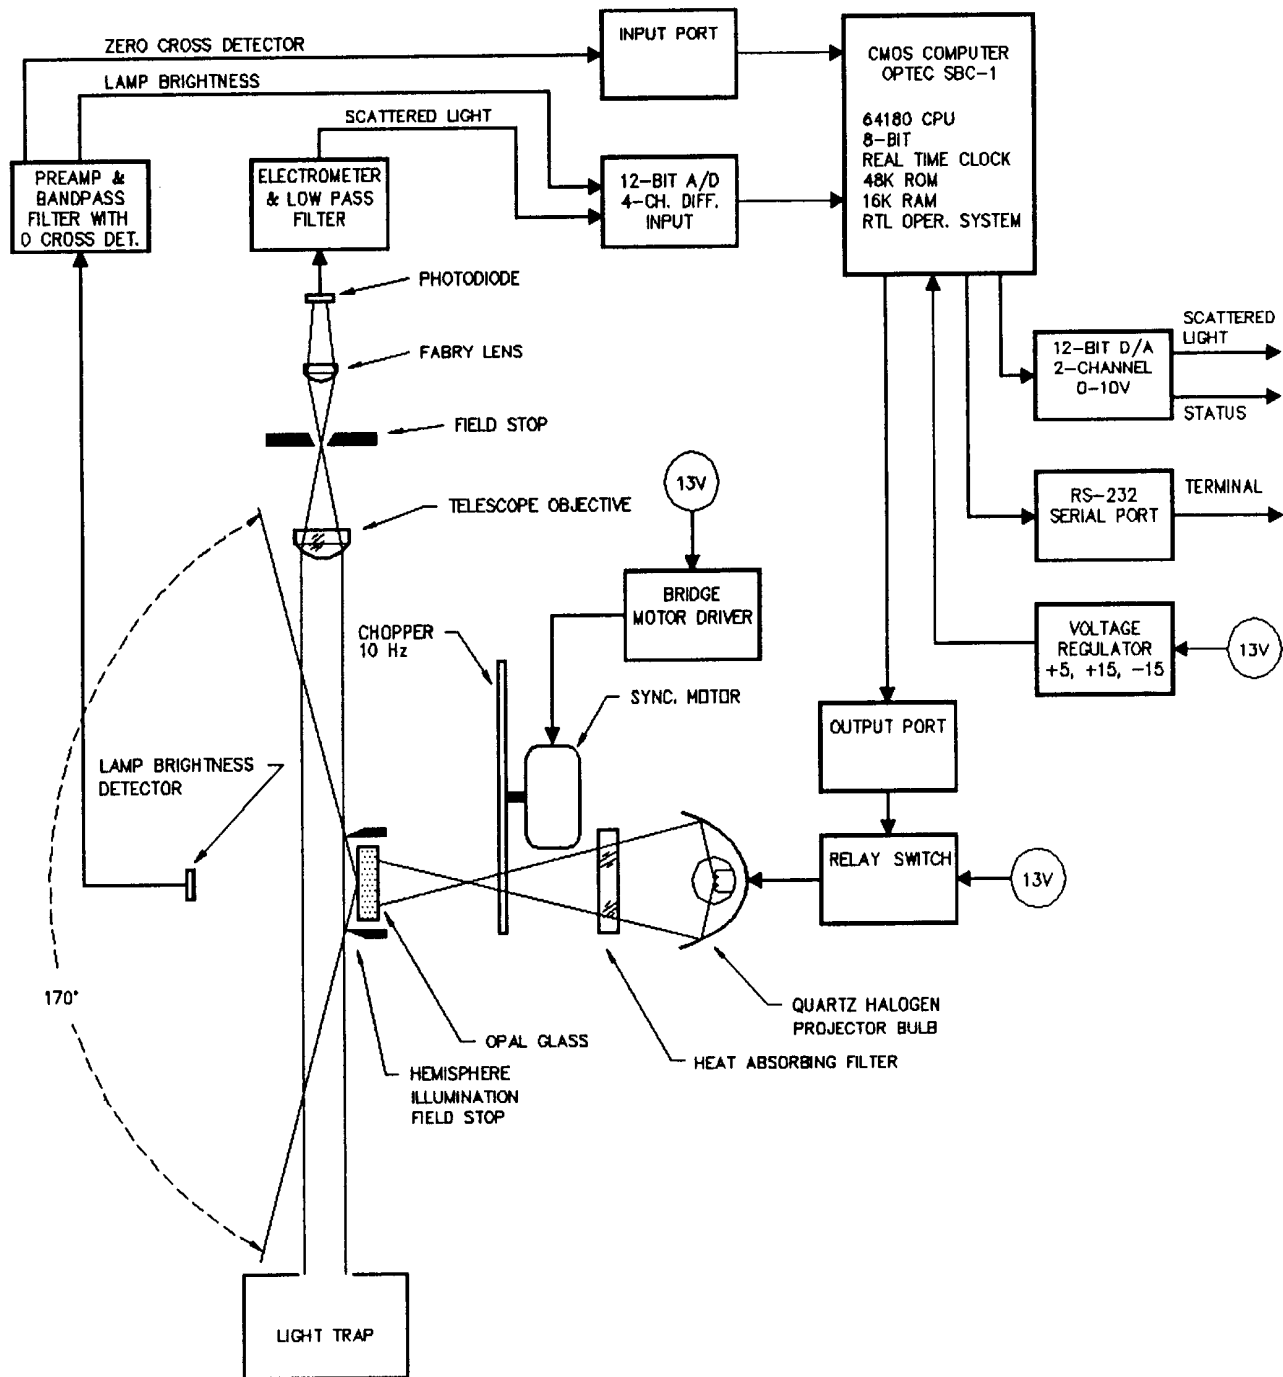 ZERO CROSS DETECTOR
LAMP BRIGHTNESS
SCATTERED LIGHT
INPUT PORT
CMOS COMPUTER
OPTEC SBC-1
64180 CPU
8-BIT
REAL TIME CLOCK
48K ROM
16K RAM
RTL OPER. SYSTEM
PREAMP &
BANDPASS
FILTER WITH
0 CROSS DET.
ELECTROMETER
& LOW PASS
FILTER
12-BIT A/D
4-CH. DIFF.
INPUT
PHOTODIODE
FABRY LENS
FIELD STOP
TELESCOPE OBJECTIVE
13V
BRIDGE
MOTOR DRIVER
12-BIT D/A
2-CHANNEL
0-10V
SCATTERED
LIGHT
STATUS
RS-232
SERIAL PORT
TERMINAL
VOLTAGE
REGULATOR
+5, +15, -15
13V
CHOPPER
10 Hz
SYNC. MOTOR
OUTPUT PORT
LAMP BRIGHTNESS
DETECTOR
RELAY SWITCH
13V
170°
QUARTZ HALOGEN
PROJECTOR BULB
OPAL GLASS
HEAT ABSORBING FILTER
HEMISPHERE
ILLUMINATION
FIELD STOP
LIGHT TRAP